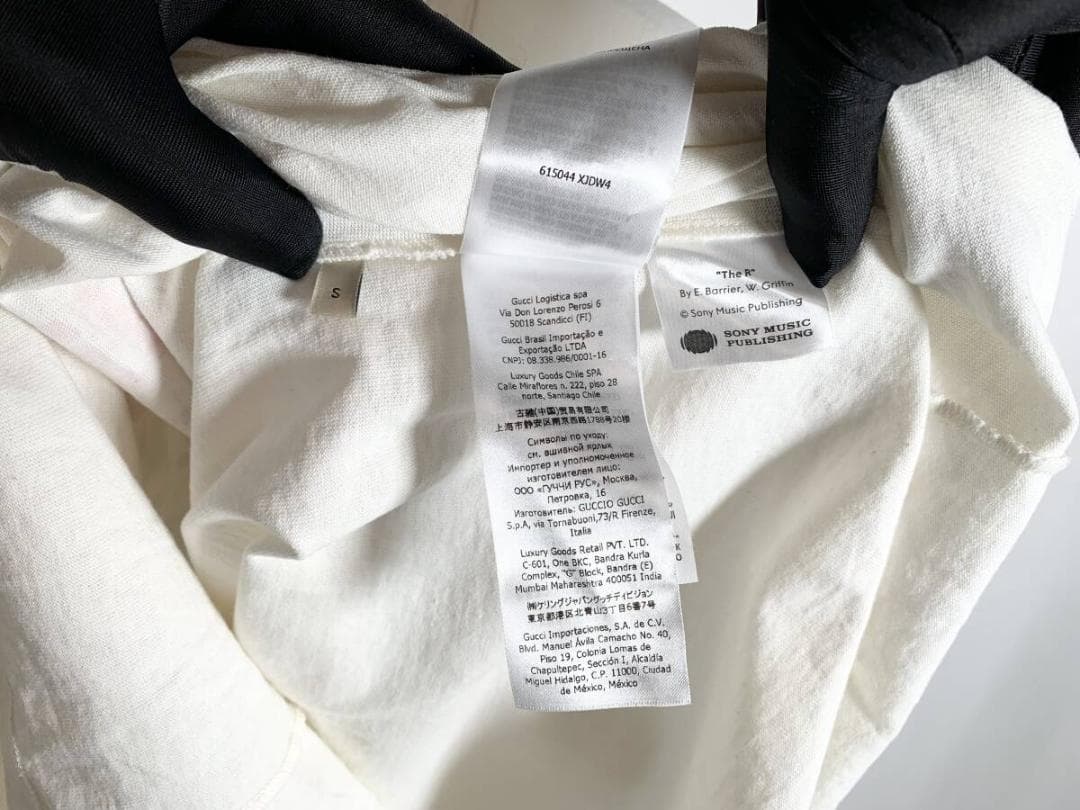 615044 XJDW4
S
Gucci Logistica spa
Via Don Lorenzo Perosi 6
50018 Scandicci (FI)
Gucci Brasil Importação e
Exportação LTDA
CNPJ: 08.338.986/0001-16
Luxury Goods Chile SPA
Calle Miraflores n. 222, piso 28
norte, Santiago Chile
古驰(中国)贸易有限公司
上海市静安区南京西路1788号20楼
Символы по уходу:
см. вшивной ярлык
Импортер и уполномоченное
изготовителем лицо:
ООО «ГУЧЧИ РУС», Москва,
Петровка, 16
Изготовитель: GUCCIO GUCCI
S.p.A, via Tornabuoni,73/R Firenze,
Italia
Luxury Goods Retail PVT. LTD.
C-601, One BKC, Bandra Kurla
Complex, "G" Block, Bandra (E)
Mumbai Maharashtra 400051 India
㈱ケリングジャパングッチディビジョン
東京都港区北青山3丁目6番7号
Gucci Importaciones, S.A. de C.V.
Blvd. Manuel Ávila Camacho No. 40,
Piso 19, Colonia Lomas de
Chapultepec, Sección I, Alcaldía
Miguel Hidalgo, C.P. 11000, Ciudad
de México, México
"The R"
By E. Barrier, W. Griffin
© Sony Music Publishing
SONY MUSIC
PUBLISHING